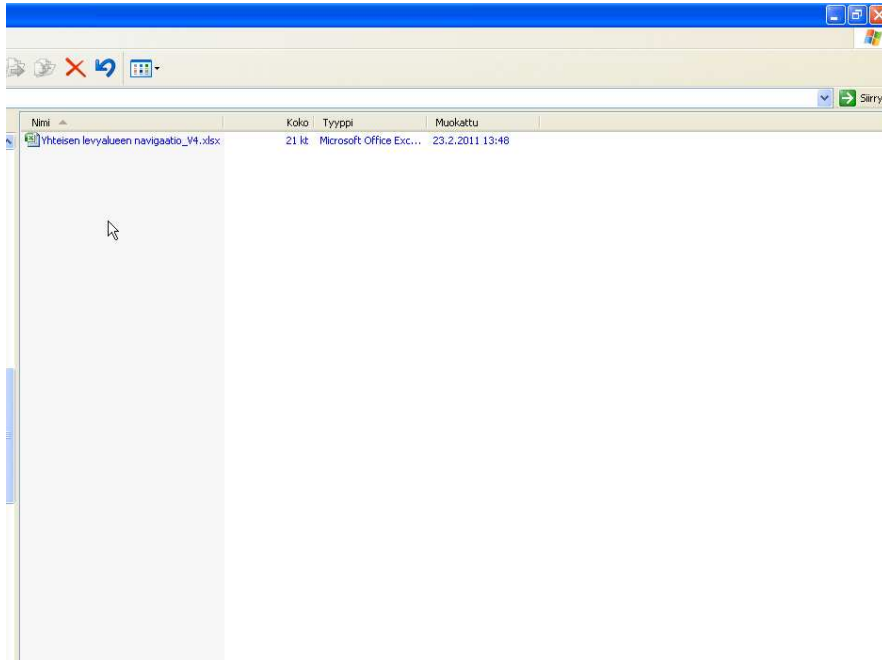 Siirry
Nimi Koko Tyyppi Muokattu
Yhteisen levyalueen navigaatio_V4.xlsx 21 kt Microsoft Office Exc... 23.2.2011 13:48